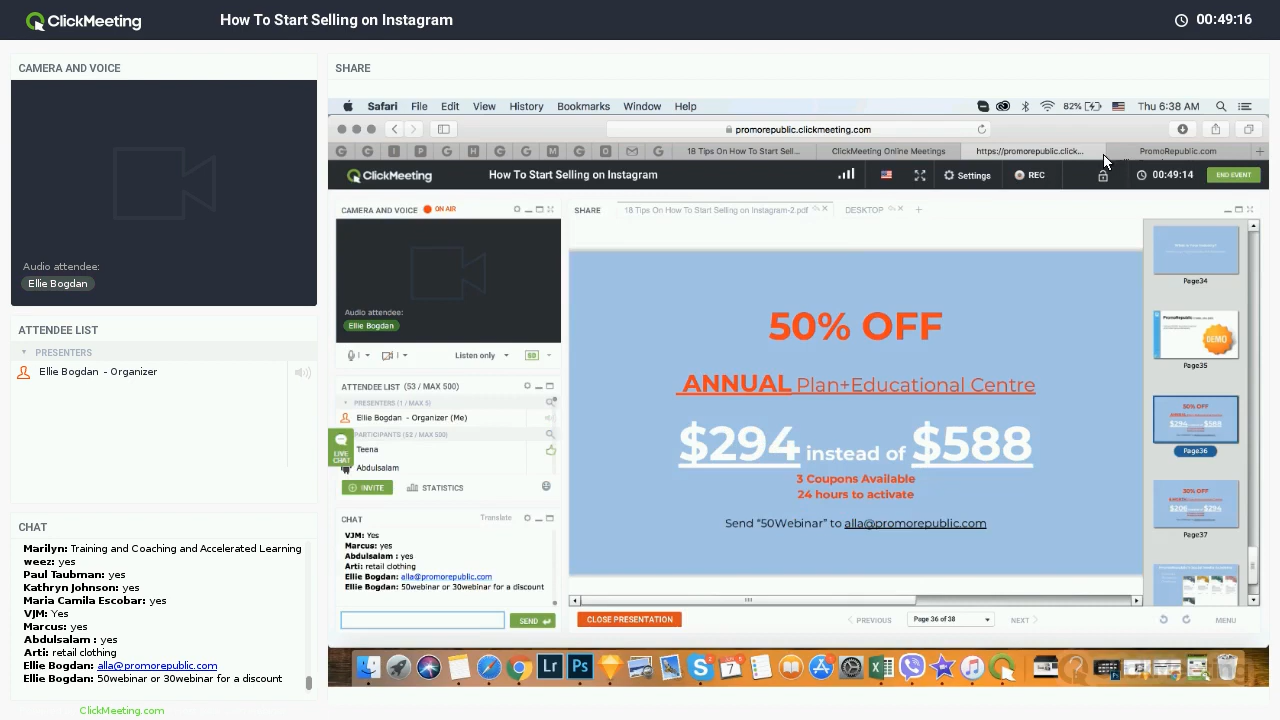 ClickMeeting
How To Start Selling on Instagram
00:49:16
CAMERA AND VOICE
Audio attendee:
Ellie Bogdan
ATTENDEE LIST
PRESENTERS
Ellie Bogdan - Organizer
CHAT
Marilyn: Training and Coaching and Accelerated Learning
weez: yes
Paul Taubman: yes
Kathryn Johnson: yes
Maria Camila Escobar: yes
VJM: Yes
Marcus: yes
Abdulsalam : yes
Arti: retail clothing
Ellie Bogdan: alla@promorepublic.com
Ellie Bogdan: 50webinar or 30webinar for a discount
ClickMeeting.com
SHARE
Safari File Edit View History Bookmarks Window Help
82% Thu 6:38 AM
promorepublic.clickmeeting.com
18 Tips On How To Start Sell...
ClickMeeting Online Meetings
https://promorepublic.click...
PromoRepublic.com
ClickMeeting
How To Start Selling on Instagram
Settings
REC
00:49:14
END EVENT
CAMERA AND VOICE
ON AIR
Audio attendee:
Ellie Bogdan
Listen only
ATTENDEE LIST (53 / MAX 500)
PRESENTERS (1 / MAX 5)
Ellie Bogdan - Organizer (Me)
PARTICIPANTS (52 / MAX 500)
Teena
Abdulsalam
LIVE
CHAT
INVITE
STATISTICS
CHAT
Translate
VJM: Yes
Marcus: yes
Abdulsalam : yes
Arti: retail clothing
Ellie Bogdan: alla@promorepublic.com
Ellie Bogdan: 50webinar or 30webinar for a discount
SEND
SHARE
18 Tips On How To Start Selling on Instagram-2.pdf
DESKTOP
50% OFF
ANNUAL Plan+Educational Centre
$294 instead of $588
3 Coupons Available
24 hours to activate
Send "50Webinar" to alla@promorepublic.com
Page34
DEMO
Page35
50% OFF
$294 $588
Page36
30% OFF
Page37
CLOSE PRESENTATION
PREVIOUS
Page 36 of 38
NEXT
MENU
Lr
Ps
7